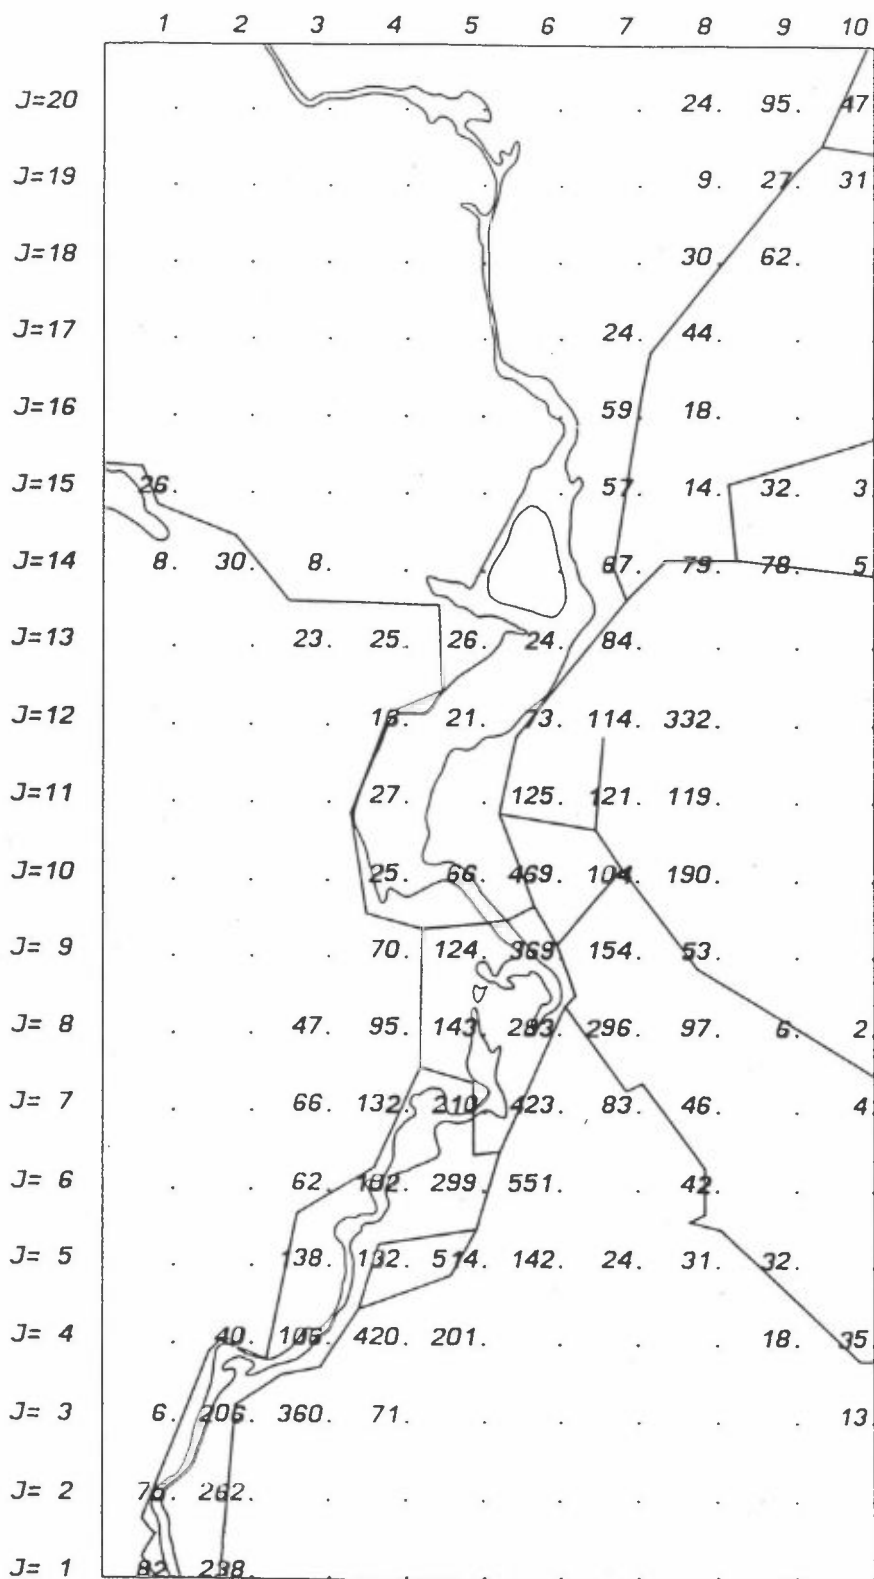 1 2 3 4 5 6 7 8 9 10
J=20 . . . . . . . 24. 95. 47
J=19 . . . . . . . 9. 27. 31
J=18 . . . . . . . 30. 62. .
J=17 . . . . . . 24. 44. . .
J=16 . . . . . . 59. 18. . .
J=15 26. . . . . . 57. 14. 32. 3
J=14 8. 30. 8. . . . 67. 79. 78. 5
J=13 . . 23. 25. 26. 24. 84. . . .
J=12 . . . 18. 21. 73. 114. 332. . .
J=11 . . . 27. . 125. 121. 119. . .
J=10 . . . 25. 66. 469. 104. 190. . .
J= 9 . . . 70. 124. 369. 154. 53. . .
J= 8 . . 47. 95. 143. 283. 296. 97. 6. 2
J= 7 . . 66. 132. 210. 423. 83. 46. . 4
J= 6 . . 62. 182. 299. 551. . 42. . .
J= 5 . . 138. 132. 514. 142. 24. 31. 32. .
J= 4 . 40. 106. 420. 201. . . . 18. 35.
J= 3 6. 206. 360. 71. . . . . . 13.
J= 2 76. 262. . . . . . . . .
J= 1 82. 238. . . . . . . . .